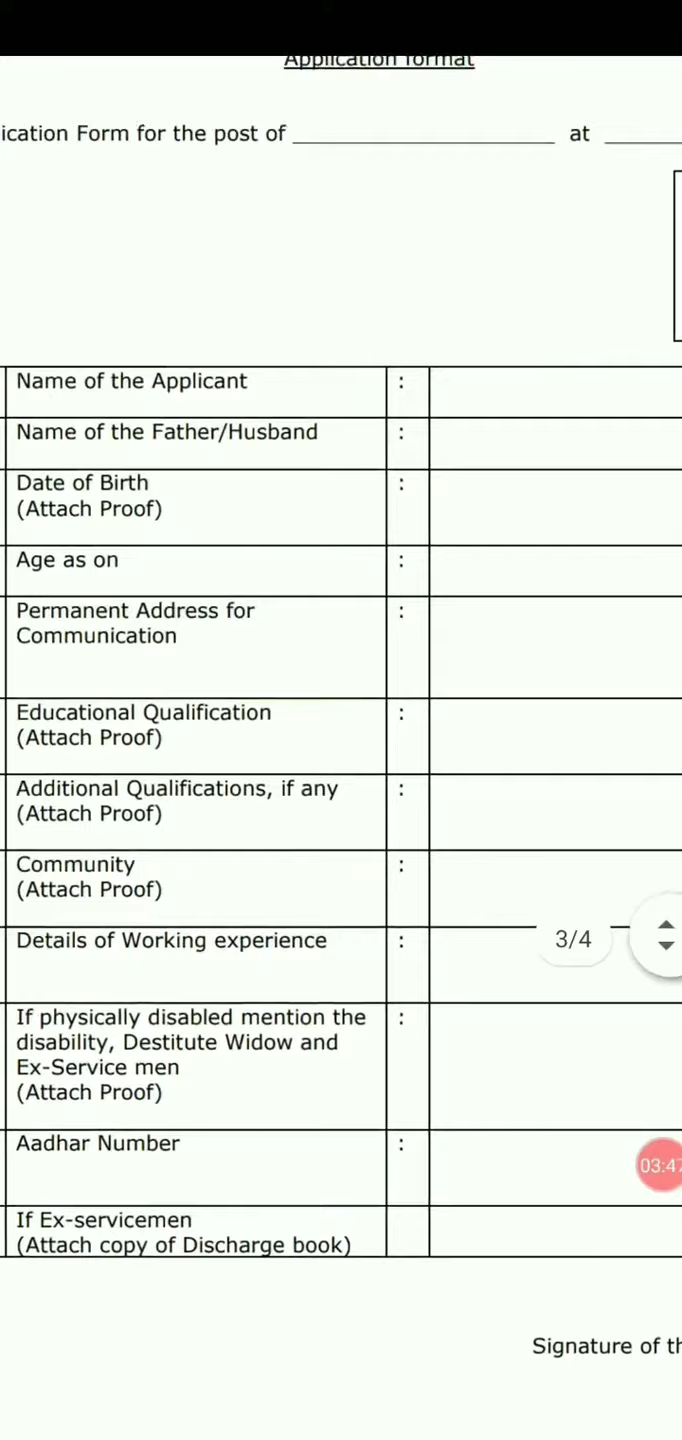 Application format
ication Form for the post of ____________________ at ______
Name of the Applicant :
Name of the Father/Husband :
Date of Birth :
(Attach Proof)
Age as on :
Permanent Address for :
Communication
Educational Qualification :
(Attach Proof)
Additional Qualifications, if any :
(Attach Proof)
Community :
(Attach Proof)
Details of Working experience :
3/4
If physically disabled mention the :
disability, Destitute Widow and
Ex-Service men
(Attach Proof)
Aadhar Number :
03:47
If Ex-servicemen
(Attach copy of Discharge book)
Signature of th